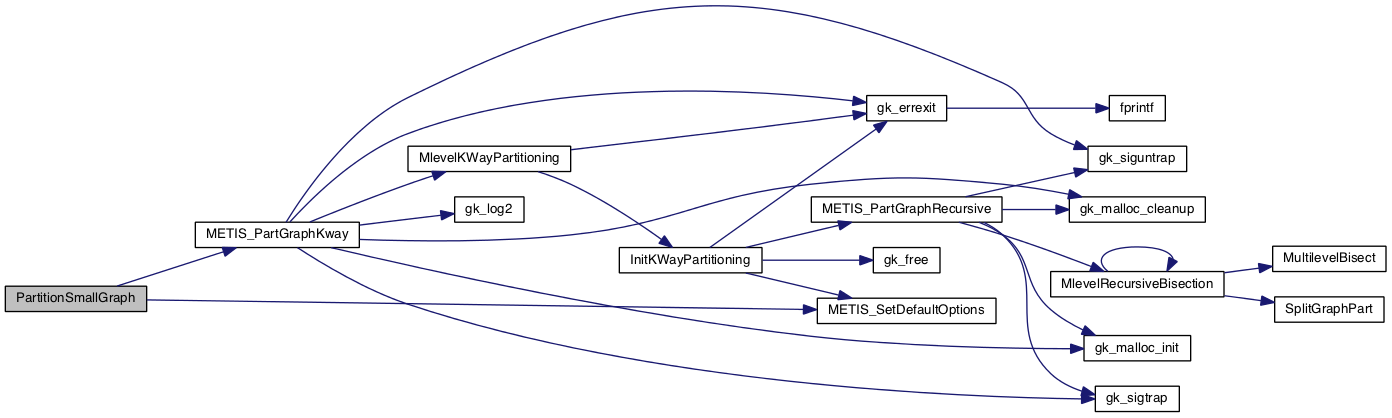 PartitionSmallGraph
METIS_PartGraphKway
MlevelKWayPartitioning
gk_log2
InitKWayPartitioning
METIS_PartGraphRecursive
gk_free
METIS_SetDefaultOptions
gk_errexit
fprintf
gk_siguntrap
gk_malloc_cleanup
MlevelRecursiveBisection
MultilevelBisect
SplitGraphPart
gk_malloc_init
gk_sigtrap